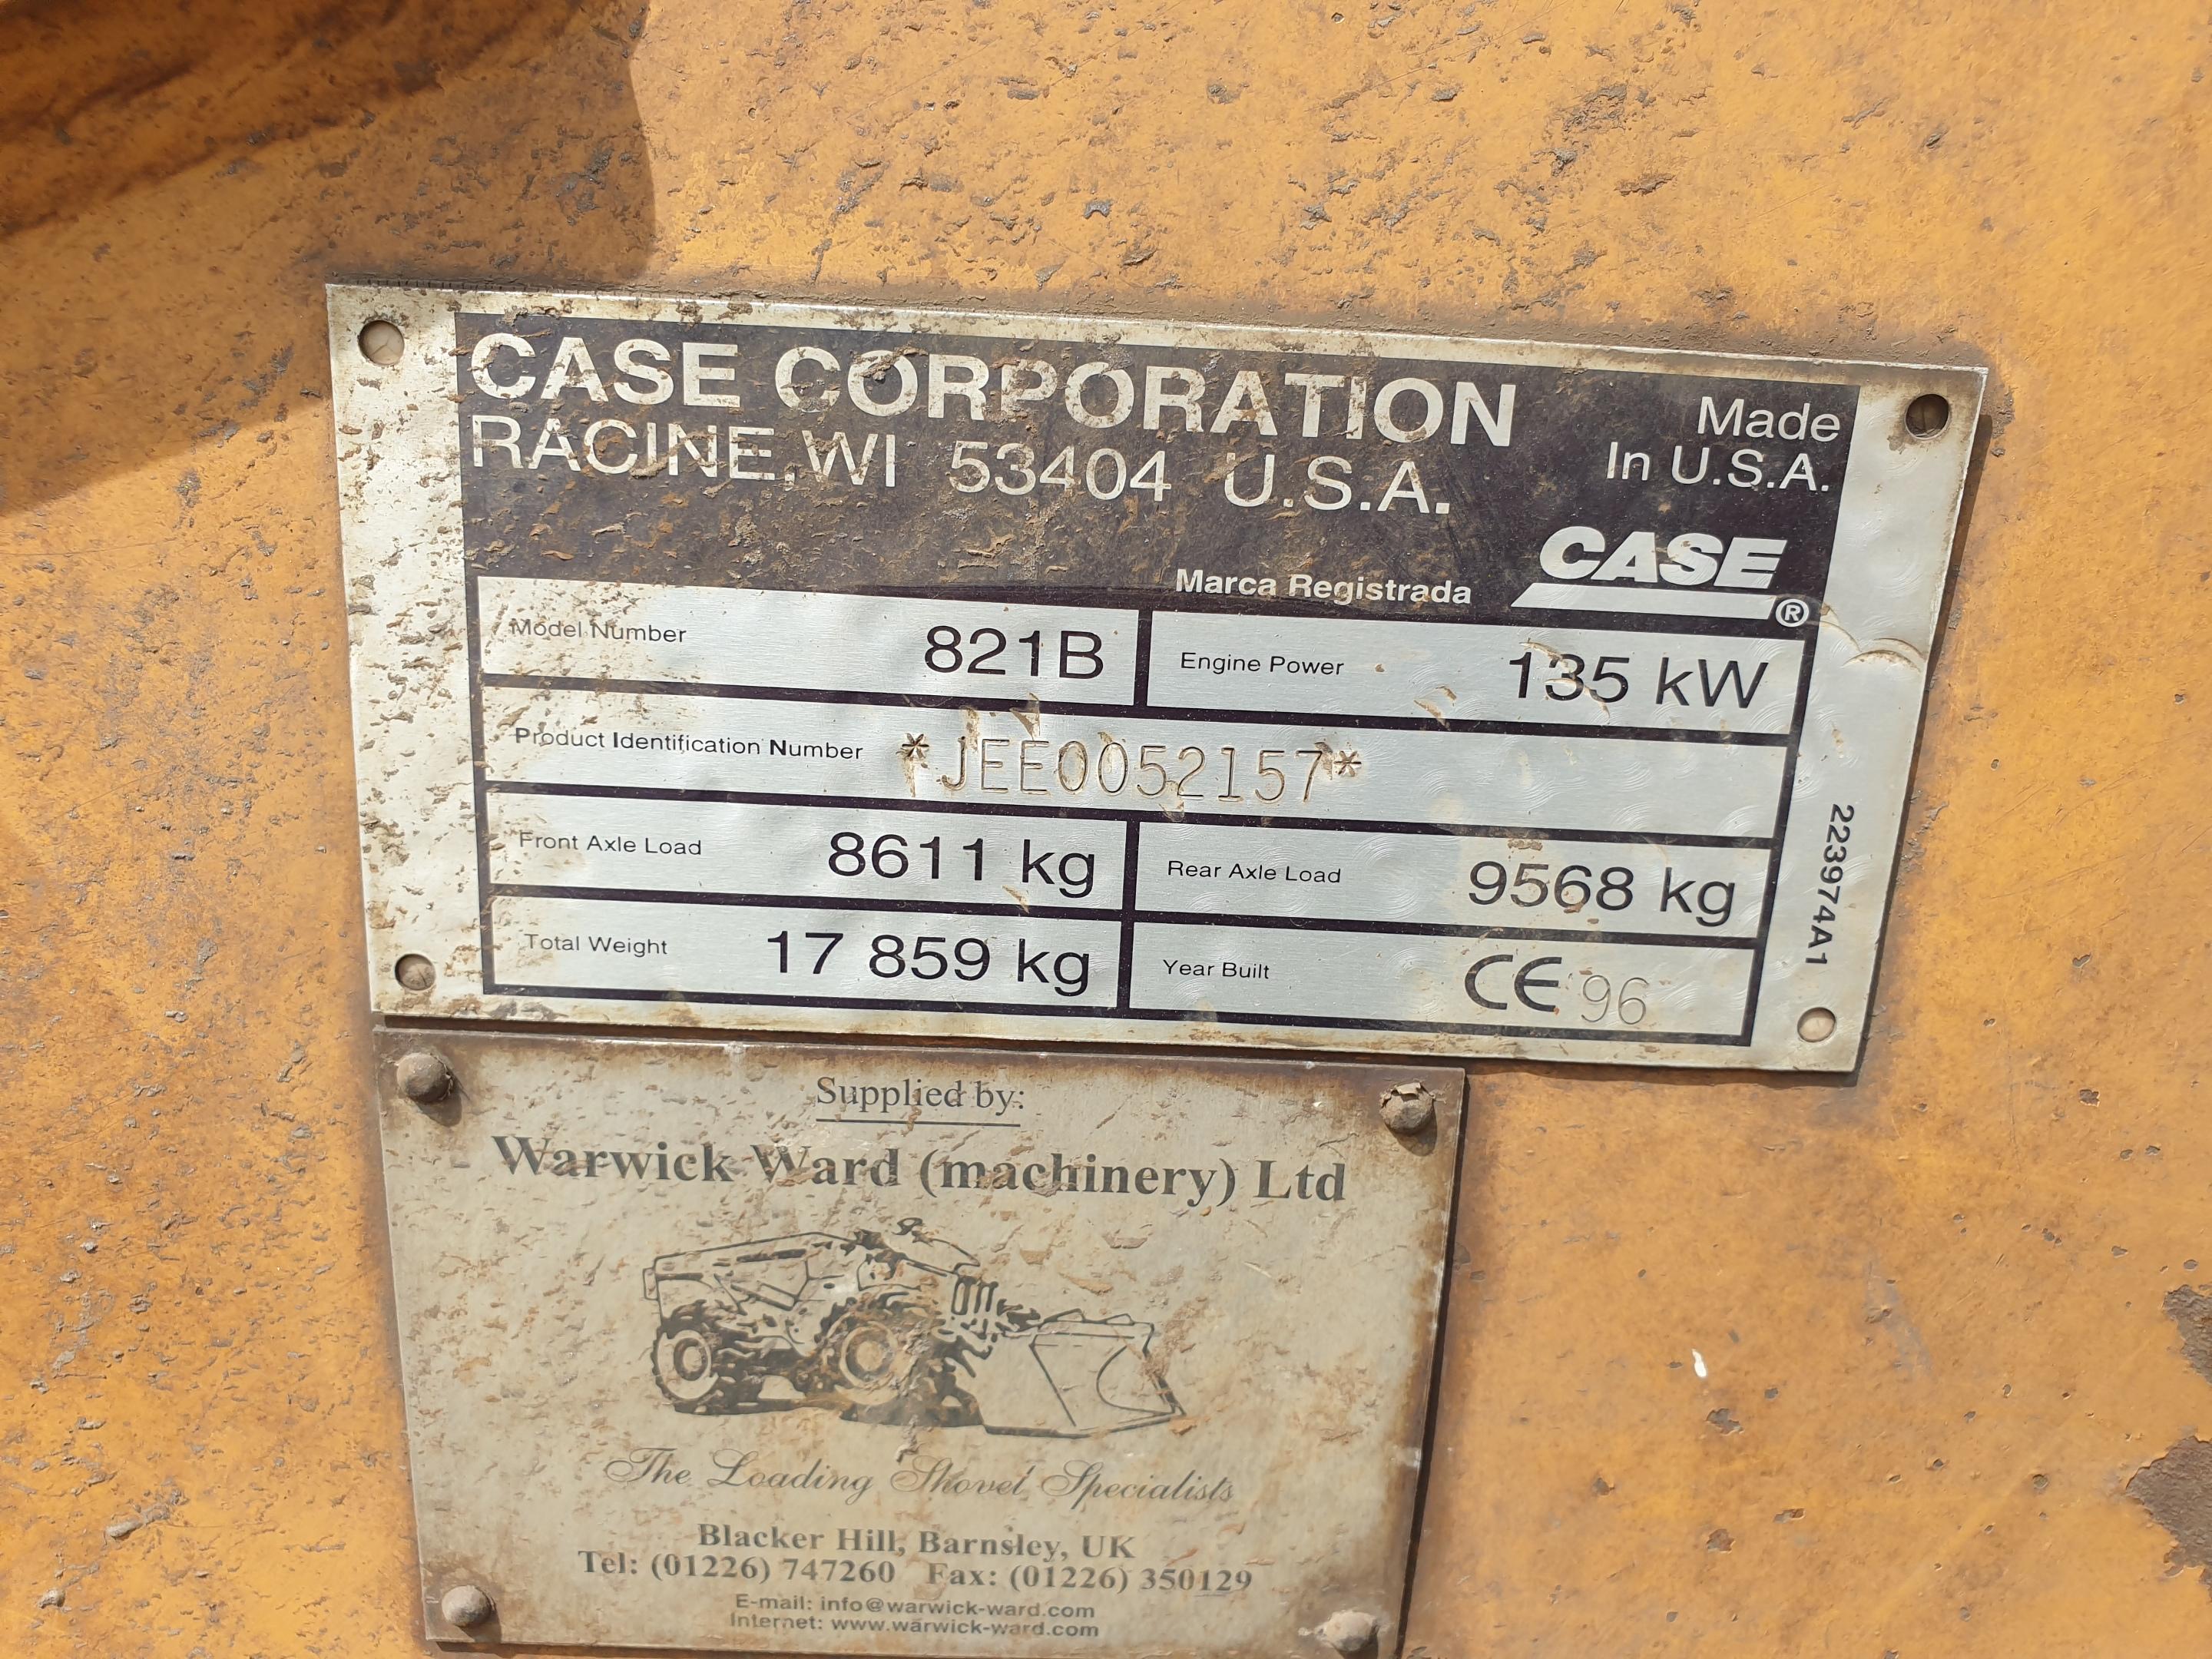 CASE CORPORATION
RACINE, WI 53404 U.S.A.
Made
In U.S.A.
Marca Registrada
CASE®
Model Number 821B
Engine Power 135 kW
Product Identification Number *JEE0052157*
Front Axle Load 8611 kg
Rear Axle Load 9568 kg
Total Weight 17 859 kg
Year Built CE 96
223974A1
Supplied by:
Warwick Ward (machinery) Ltd
The Loading Shovel Specialists
Blacker Hill, Barnsley, UK
Tel: (01226) 747260 Fax: (01226) 350129
E-mail: info@warwick-ward.com
Internet: www.warwick-ward.com